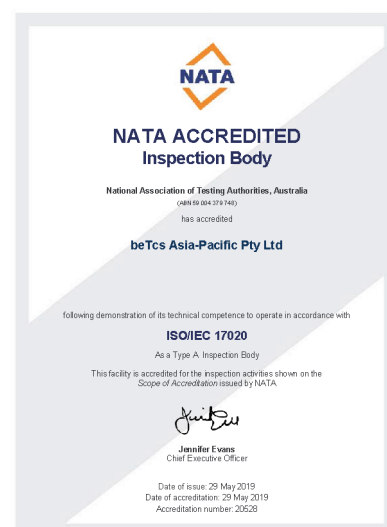 NATA
NATA ACCREDITED
Inspection Body
National Association of Testing Authorities, Australia
(ABN 59 004 379 748)
has accredited
beTcs Asia-Pacific Pty Ltd
following demonstration of its technical competence to operate in accordance with
ISO/IEC 17020
As a Type A Inspection Body
This facility is accredited for the inspection activities shown on the
Scope of Accreditation issued by NATA
Jennifer Evans
Chief Executive Officer
Date of issue: 29 May 2019
Date of accreditation: 29 May 2019
Accreditation number: 20528